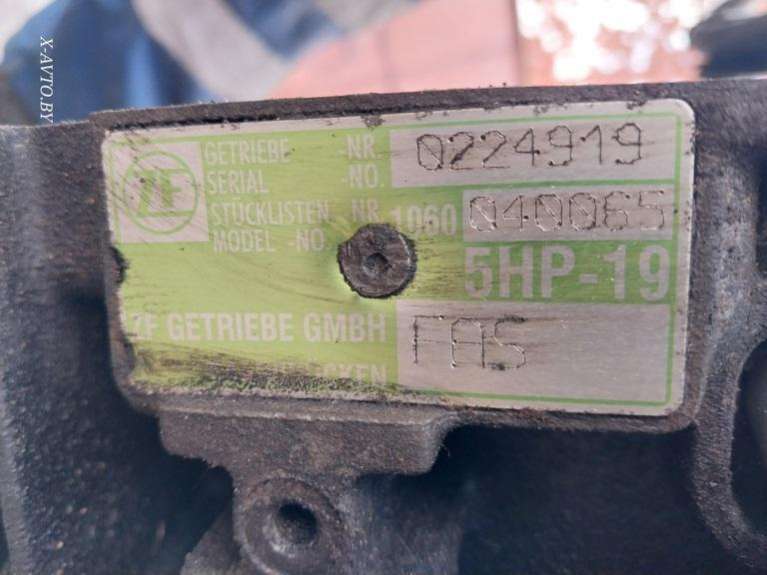 X-AVTO.BY
ZF
GETRIEBE -NR. 0224919
SERIAL -NO.
STÜCKLISTEN NR. 1060 040065
MODEL -NO.
5HP-19
ZF GETRIEBE GMBH FAS